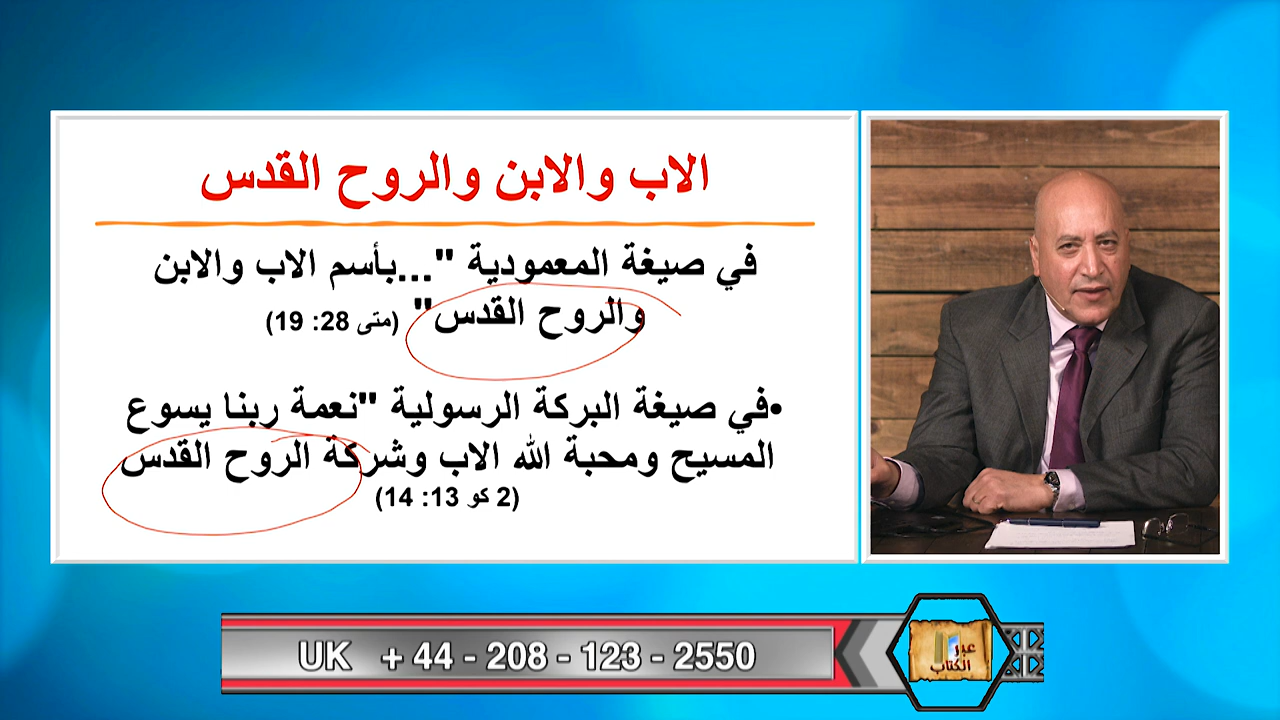 الاب والابن والروح القدس
في صيغة المعمودية "...بأسم الاب والابن
والروح القدس" (متى 28: 19)
•في صيغة البركة الرسولية "نعمة ربنا يسوع
المسيح ومحبة الله الاب وشركة الروح القدس
(2 كو 13: 14)
UK + 44 - 208 - 123 - 2550
عبر
الكتاب